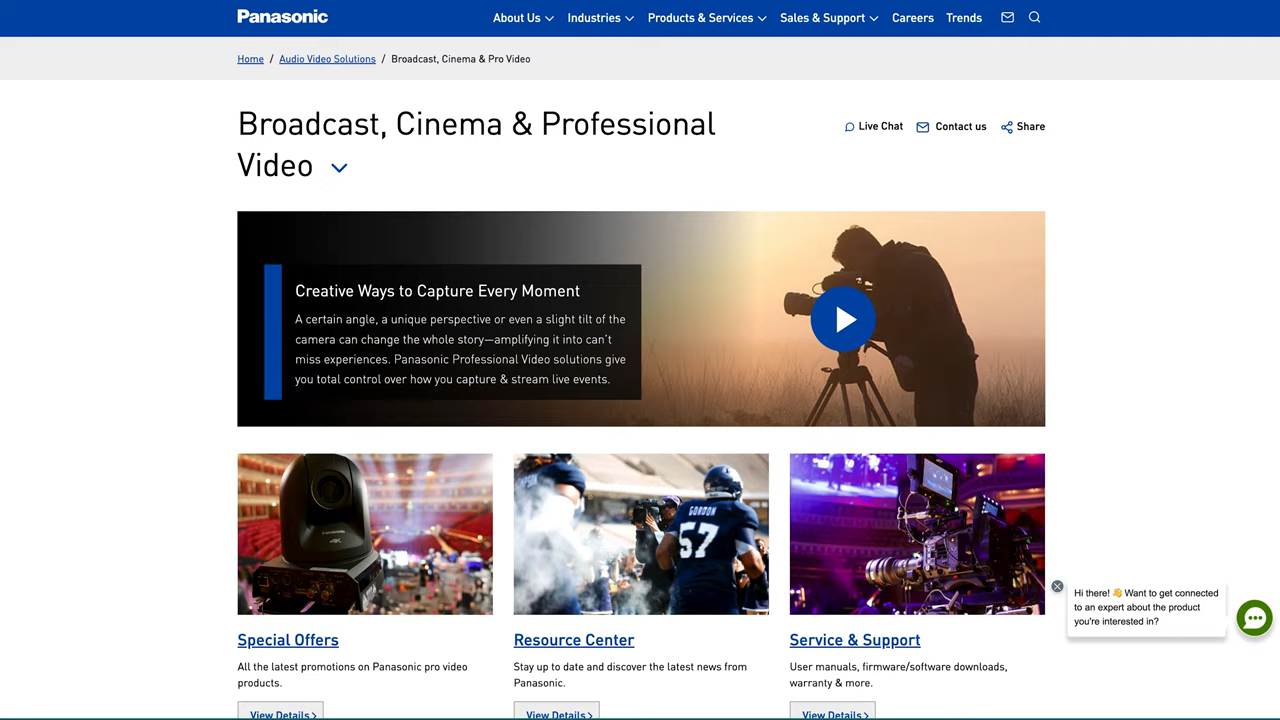 Panasonic
About Us Industries Products & Services Sales & Support Careers Trends
Home / Audio Video Solutions / Broadcast, Cinema & Pro Video
Broadcast, Cinema & Professional
Video
Live Chat Contact us Share
Creative Ways to Capture Every Moment
A certain angle, a unique perspective or even a slight tilt of the
camera can change the whole story—amplifying it into can't
miss experiences. Panasonic Professional Video solutions give
you total control over how you capture & stream live events.
4K
GORDON
57
Special Offers
All the latest promotions on Panasonic pro video
products.
View Details
Resource Center
Stay up to date and discover the latest news from
Panasonic.
View Details
Service & Support
User manuals, firmware/software downloads,
warranty & more.
View Details
Hi there! 👋 Want to get connected
to an expert about the product
you're interested in?